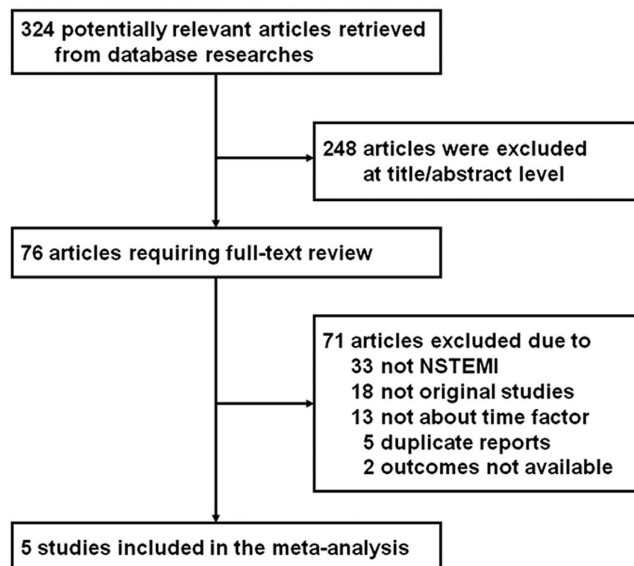 324 potentially relevant articles retrieved
from database researches
248 articles were excluded
at title/abstract level
76 articles requiring full-text review
71 articles excluded due to
33 not NSTEMI
18 not original studies
13 not about time factor
5 duplicate reports
2 outcomes not available
5 studies included in the meta-analysis